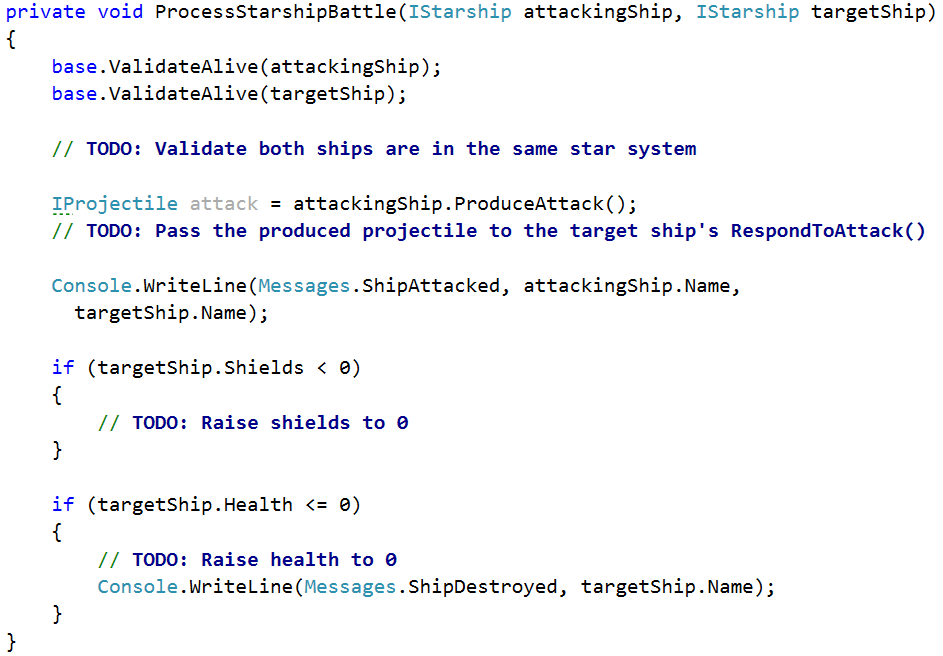 private void ProcessStarshipBattle(IStarship attackingShip, IStarship targetShip)
{
    base.ValidateAlive(attackingShip);
    base.ValidateAlive(targetShip);

    // TODO: Validate both ships are in the same star system

    IProjectile attack = attackingShip.ProduceAttack();
    // TODO: Pass the produced projectile to the target ship's RespondToAttack()

    Console.WriteLine(Messages.ShipAttacked, attackingShip.Name,
      targetShip.Name);

    if (targetShip.Shields < 0)
    {
        // TODO: Raise shields to 0
    }

    if (targetShip.Health <= 0)
    {
        // TODO: Raise health to 0
        Console.WriteLine(Messages.ShipDestroyed, targetShip.Name);
    }
}